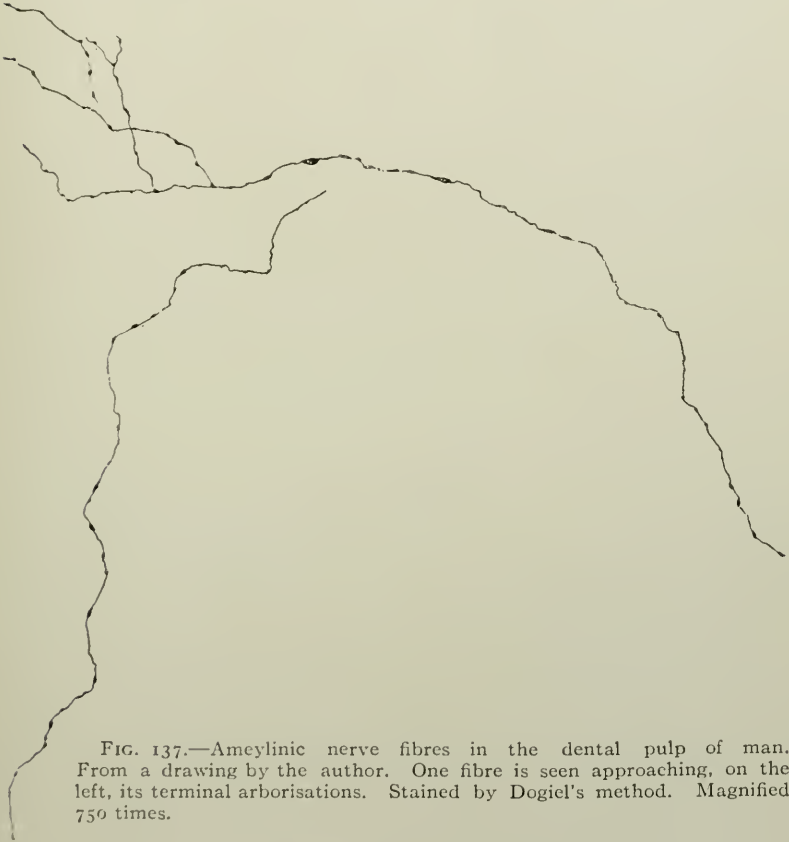 FIG. 137.—Ameylinic nerve fibres in the dental pulp of man.
From a drawing by the author. One fibre is seen approaching, on the
left, its terminal arborisations. Stained by Dogiel's method. Magnified
750 times.